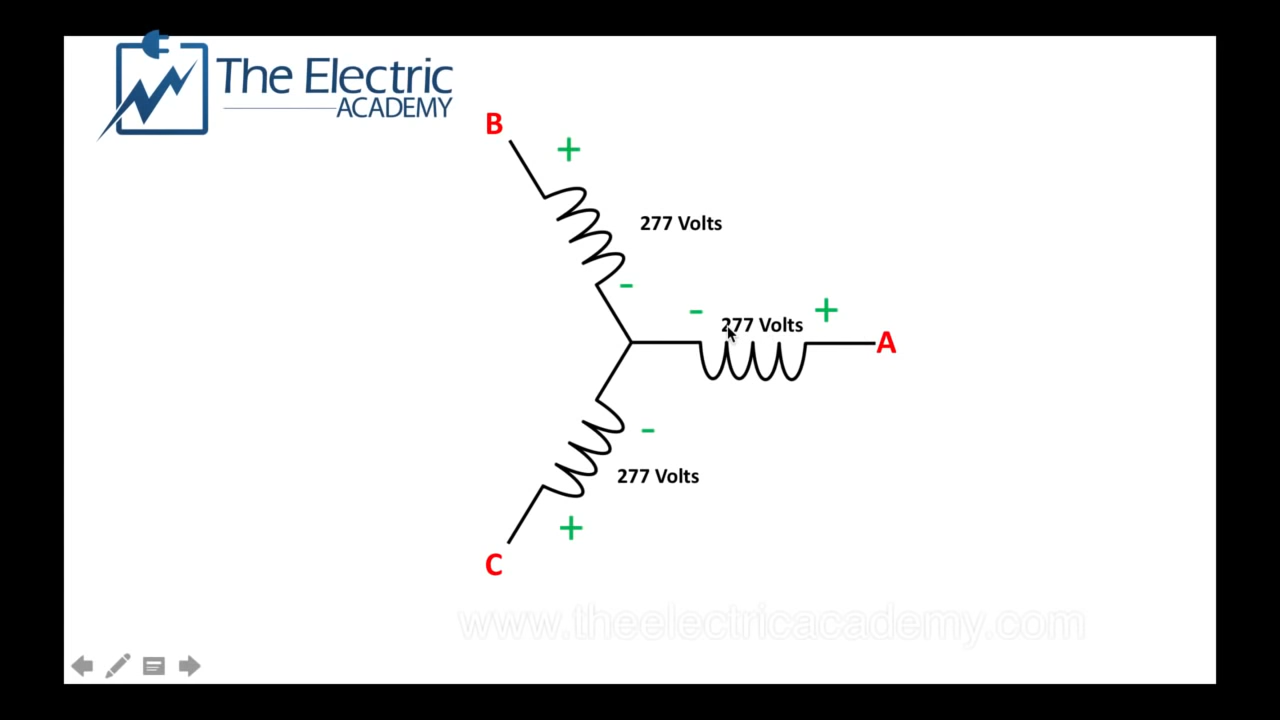 The Electric
ACADEMY
B
+
277 Volts
-
-
277 Volts
+
A
-
277 Volts
+
C
www.theelectricacademy.com